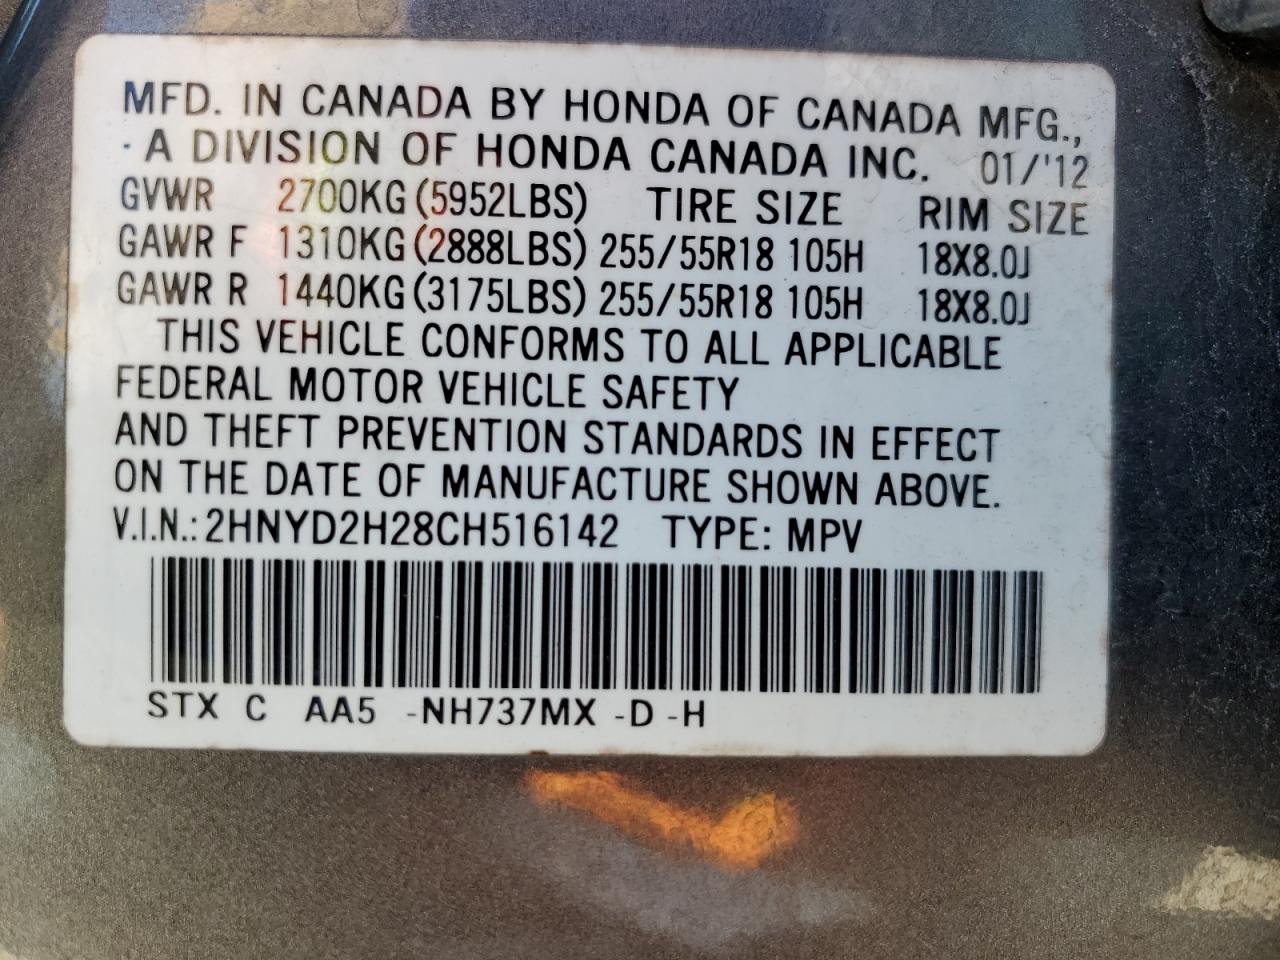 MFD. IN CANADA BY HONDA OF CANADA MFG.,
· A DIVISION OF HONDA CANADA INC. 01/'12
GVWR 2700KG (5952LBS) TIRE SIZE RIM SIZE
GAWR F 1310KG (2888LBS) 255/55R18 105H 18X8.0J
GAWR R 1440KG (3175LBS) 255/55R18 105H 18X8.0J
THIS VEHICLE CONFORMS TO ALL APPLICABLE
FEDERAL MOTOR VEHICLE SAFETY
AND THEFT PREVENTION STANDARDS IN EFFECT
ON THE DATE OF MANUFACTURE SHOWN ABOVE.
V.I.N.: 2HNYD2H28CH516142 TYPE: MPV
STX C AA5 -NH737MX -D -H